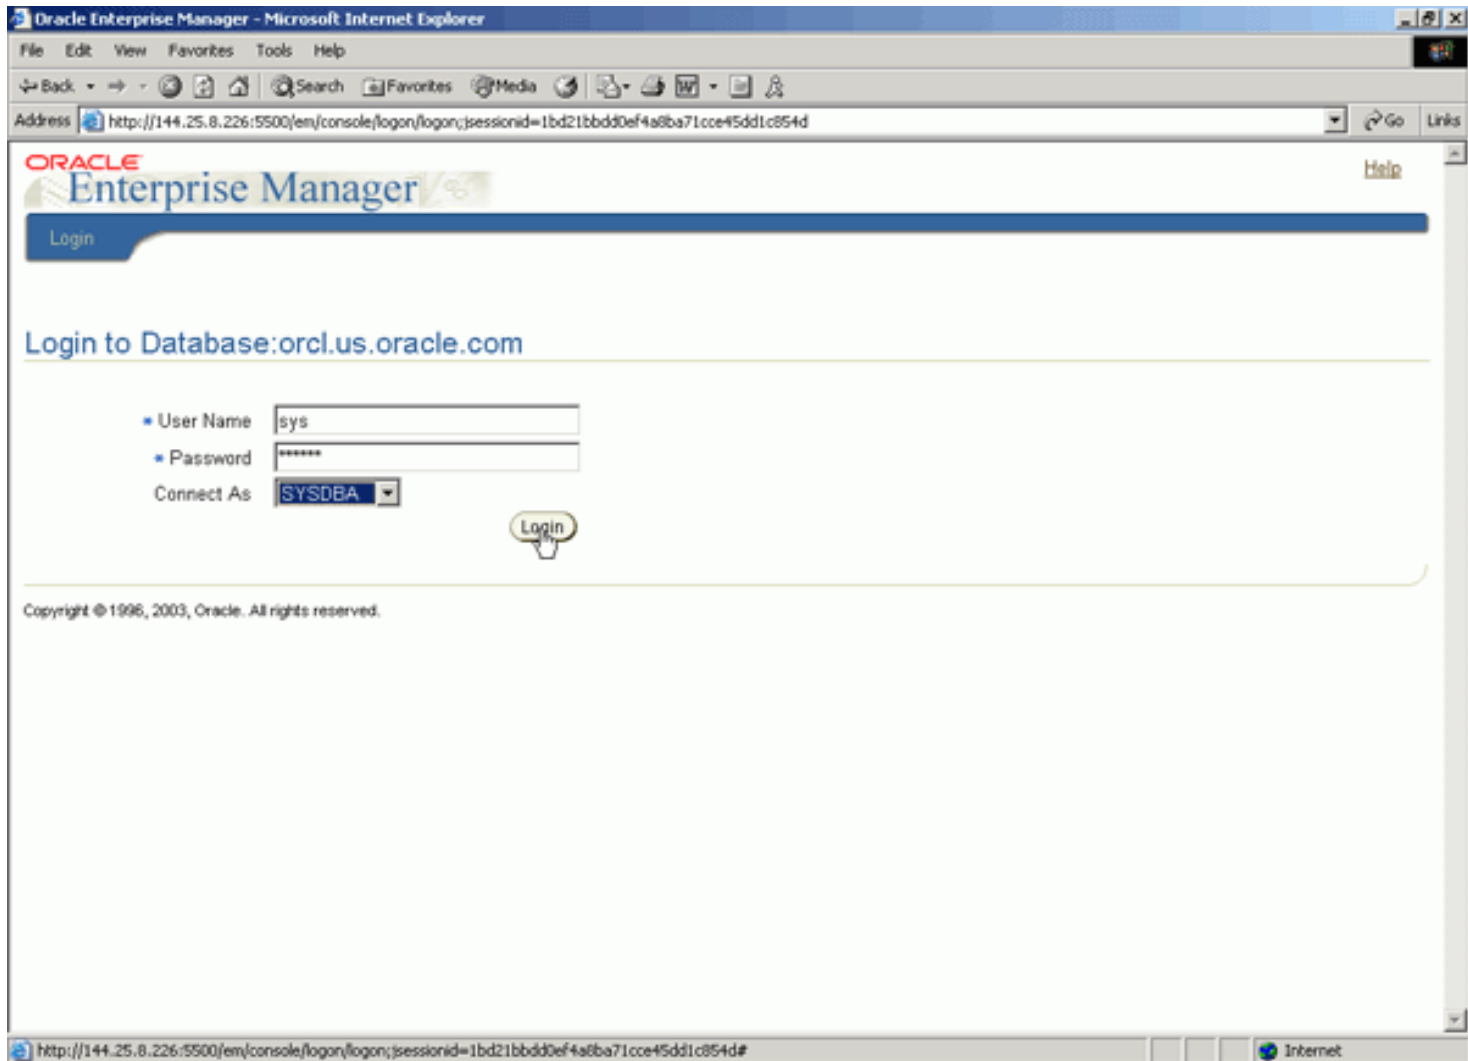 Oracle Enterprise Manager - Microsoft Internet Explorer
File Edit View Favorites Tools Help
Back Search Favorites Media
Address http://144.25.8.226:5500/em/console/logon/logon;jsessionid=1bd21bbdd0ef4a8ba71cce45dd1c854d Go Links
ORACLE
Enterprise Manager
Help
Login
Login to Database:orcl.us.oracle.com
* User Name sys
* Password ******
Connect As SYSDBA
Login
Copyright © 1996, 2003, Oracle. All rights reserved.
http://144.25.8.226:5500/em/console/logon/logon;jsessionid=1bd21bbdd0ef4a8ba71cce45dd1c854d# Internet